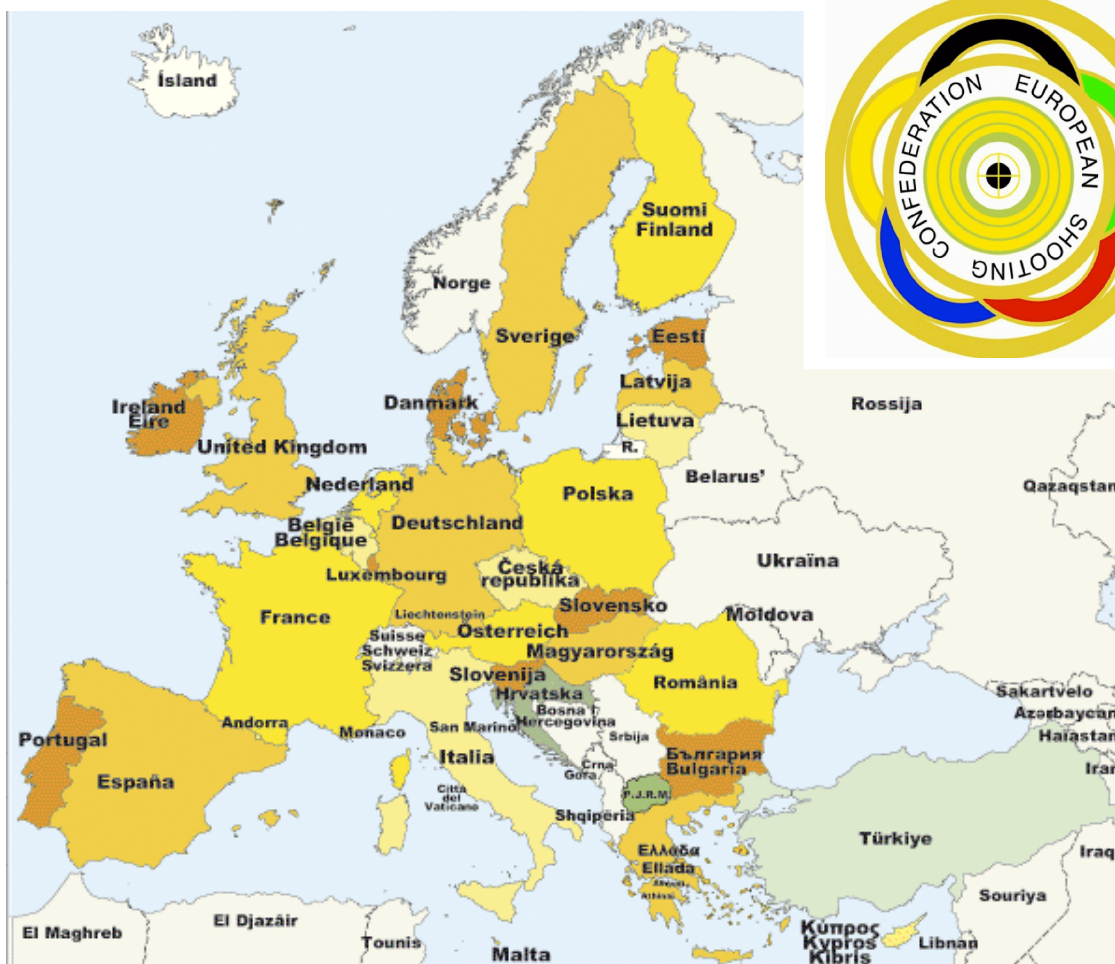 Ísland
EUROPEAN
SHOOTING
CONFEDERATION
Suomi
Finland
Norge
Sverige
Eesti
Ireland
Éire
Danmark
Latvija
Rossija
Lietuva
United Kingdom
R.
Belarus'
Nederland
Qazaqstan
Polska
België
Belgique
Deutschland
Ukraïna
Luxembourg
Česká
republika
Slovensko
France
Liechtenstein
Moldova
Suisse
Schweiz
Svizzera
Österreich
Magyarország
Slovenija
România
Hrvatska
Sakartvelo
Bosna i
Hercegovina
Andorra
Monaco
San Marino
Srbija
Azərbaycan
Haïastan
Portugal
Italia
България
Bulgaria
Crna
Gora
Iran
España
Città
del
Vaticano
F.J.R.M.
Shqipëria
Türkiye
Ελλάδα
Ellada
Iraq
Souriya
El Maghreb
El Djazâir
Tounis
Malta
Κύπρος
Kypros
Kibris
Libnan